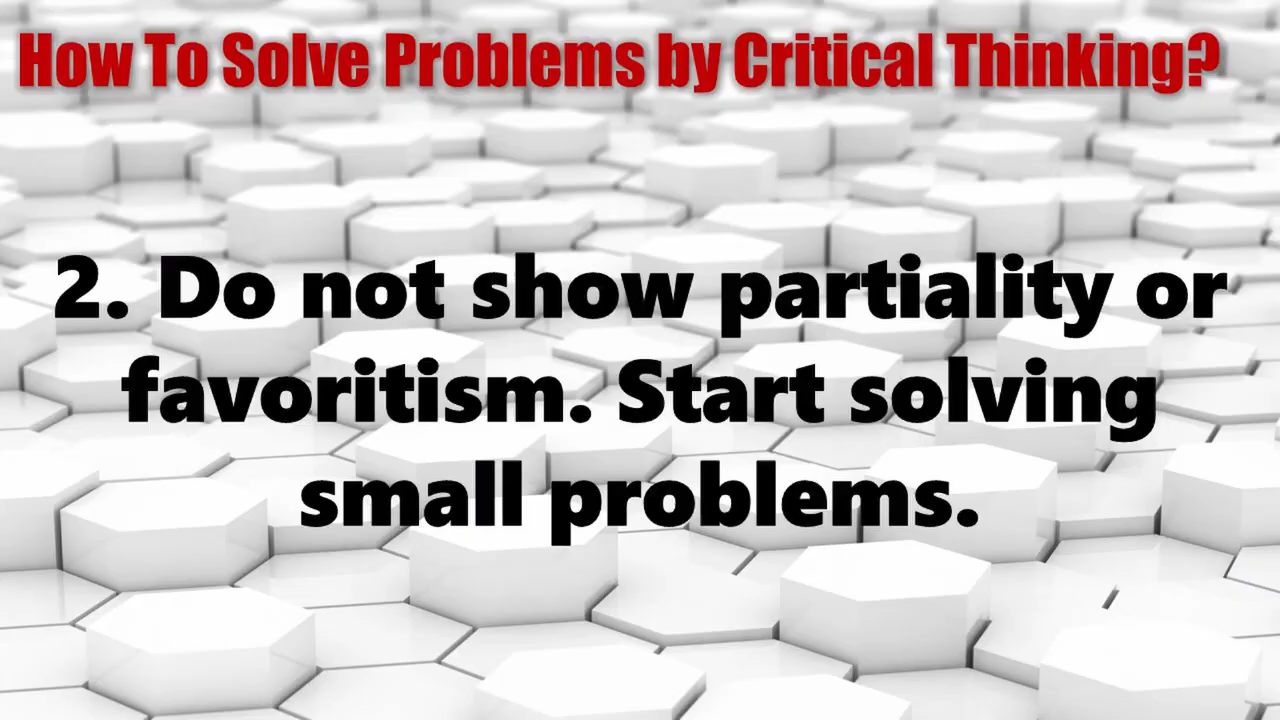 How To Solve Problems by Critical Thinking?
2. Do not show partiality or
favoritism. Start solving
small problems.